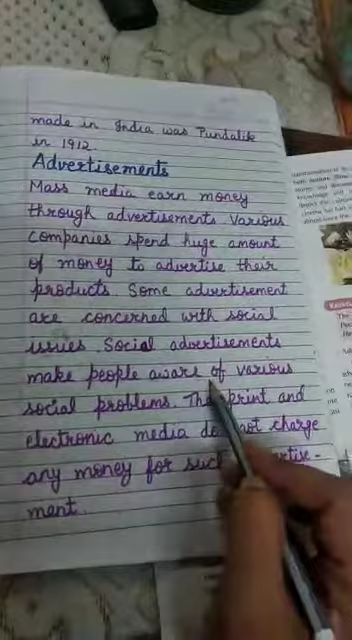 made in India was Pundalik
in 1912.
Advertisements
Mass media earn money
through advertisements. Various
companies spend huge amount
of money to advertise their
products. Some advertisement
are concerned with social
issues. Social advertisements
make people aware of various
social problems. The print and
electronic media do not charge
any money for such
ment.